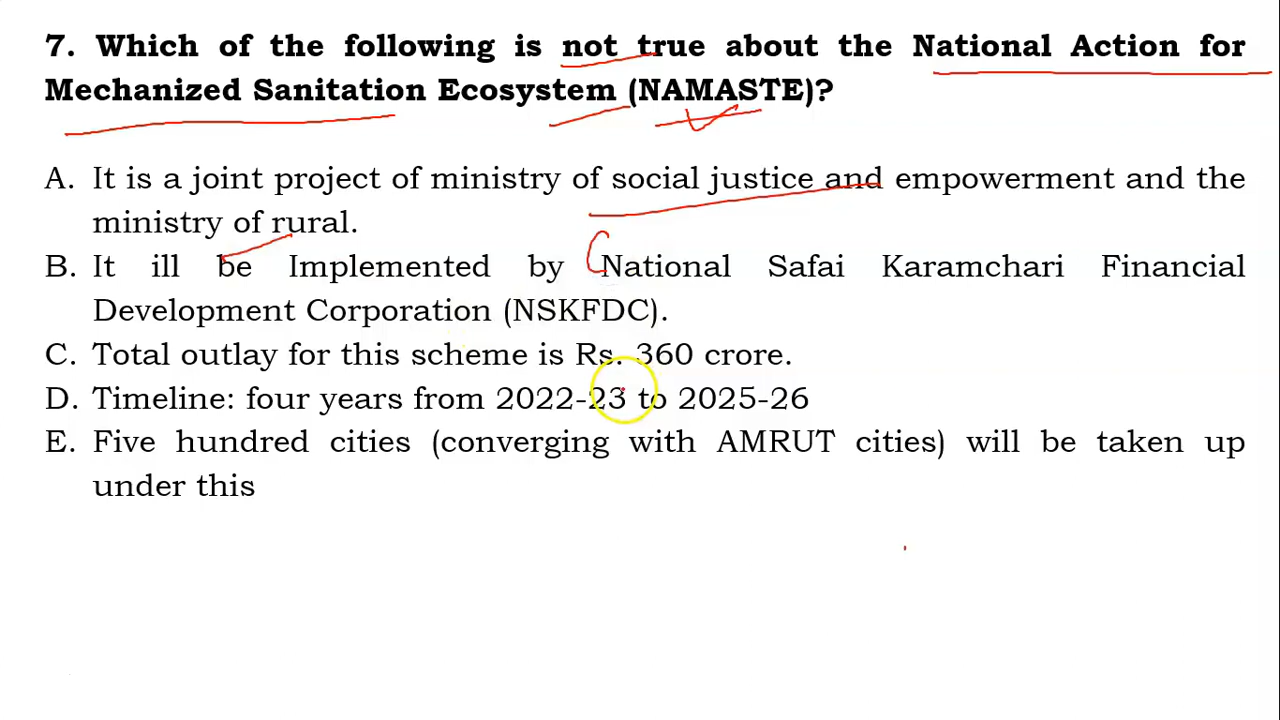 7. Which of the following is not true about the National Action for
Mechanized Sanitation Ecosystem (NAMASTE)?
A. It is a joint project of ministry of social justice and empowerment and the
ministry of rural.
B. It ill be Implemented by National Safai Karamchari Financial
Development Corporation (NSKFDC).
C. Total outlay for this scheme is Rs. 360 crore.
D. Timeline: four years from 2022-23 to 2025-26
E. Five hundred cities (converging with AMRUT cities) will be taken up
under this